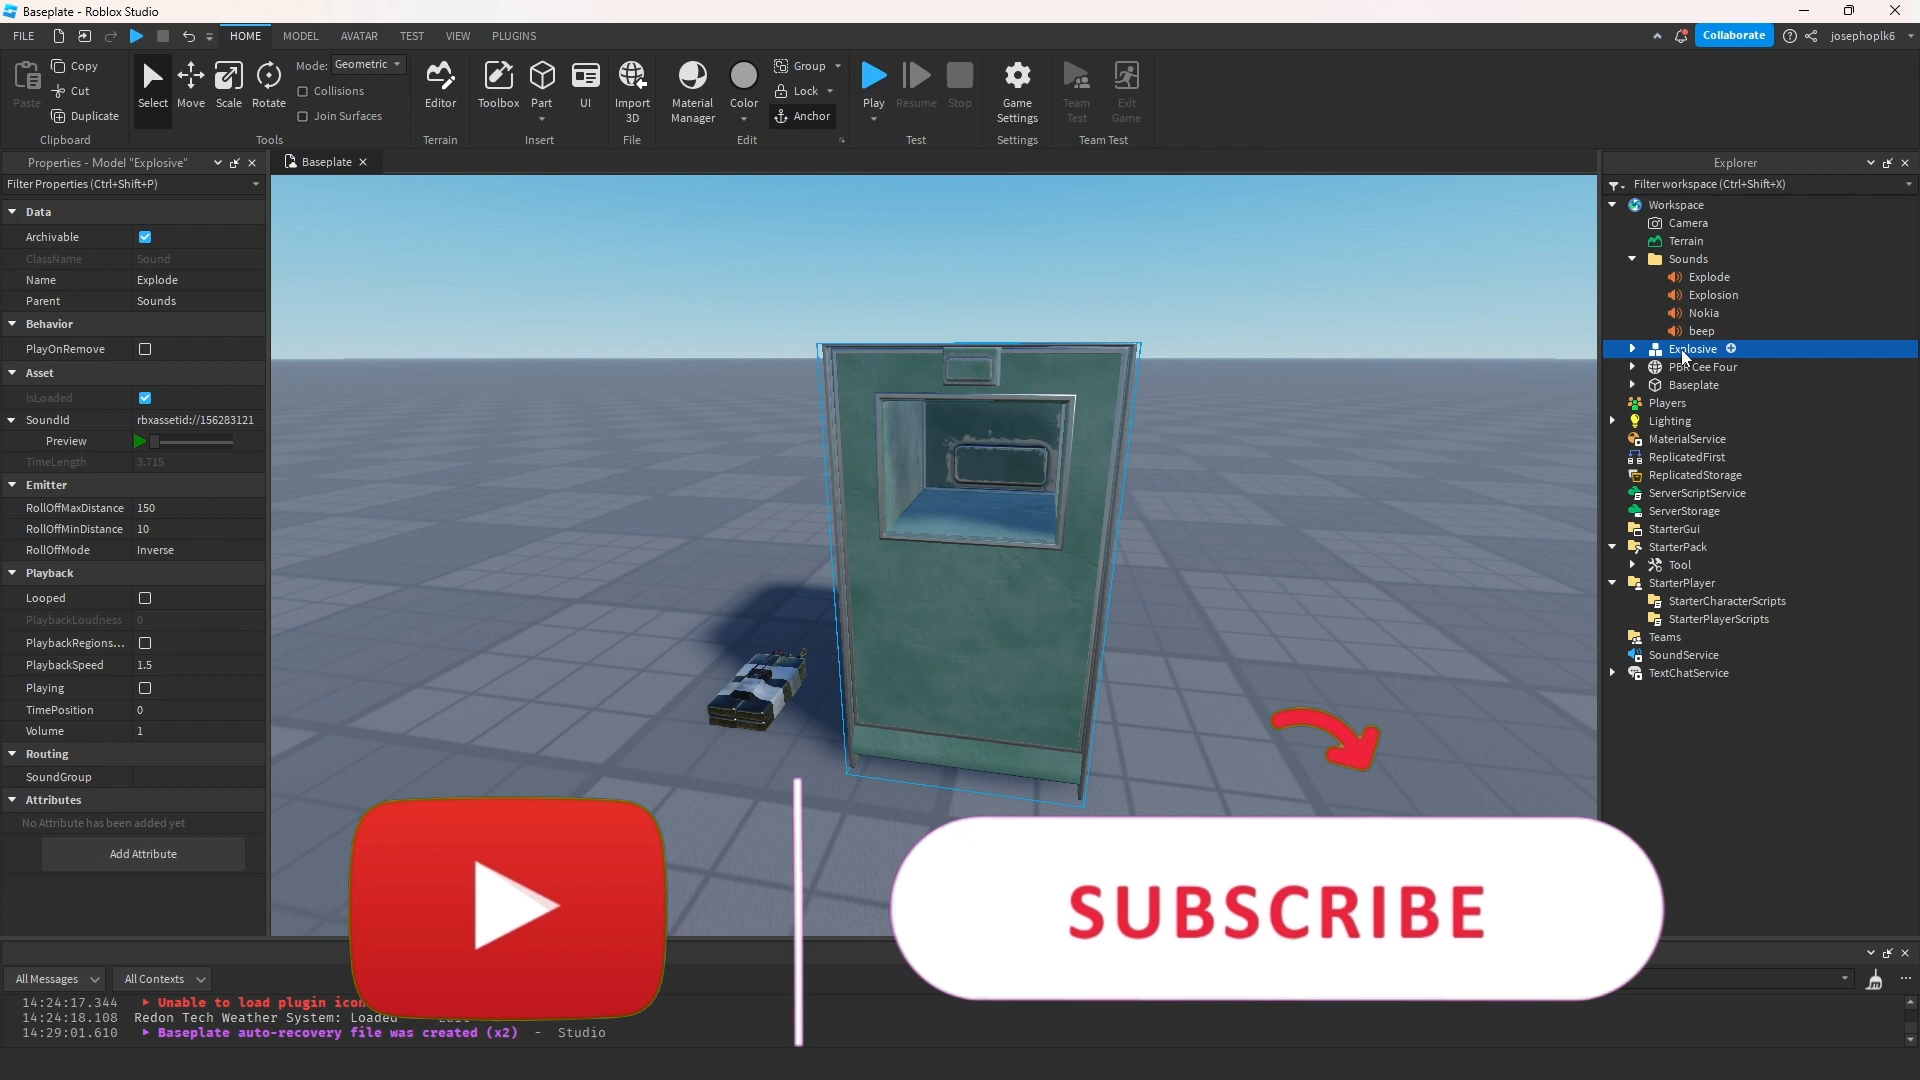 Baseplate - Roblox Studio
FILE HOME MODEL AVATAR TEST VIEW PLUGINS Collaborate josephoplk6
Paste Copy Cut Duplicate Clipboard
Select Move Scale Rotate Mode: Geometric Collisions Join Surfaces Tools
Editor Terrain
Toolbox Part UI Insert
Import 3D File
Material Manager Color Group Lock Anchor Edit
Play Resume Stop Test
Game Settings Settings
Team Test Exit Game Team Test
Properties - Model "Explosive"
Filter Properties (Ctrl+Shift+P)
Data
Archivable
ClassName Sound
Name Explode
Parent Sounds
Behavior
PlayOnRemove
Asset
IsLoaded
SoundId rbxassetid://156283121
Preview
TimeLength 3.715
Emitter
RollOffMaxDistance 150
RollOffMinDistance 10
RollOffMode Inverse
Playback
Looped
PlaybackLoudness 0
PlaybackRegions...
PlaybackSpeed 1.5
Playing
TimePosition 0
Volume 1
Routing
SoundGroup
Attributes
No Attribute has been added yet
Add Attribute
Baseplate
Explorer
Filter workspace (Ctrl+Shift+X)
Workspace
Camera
Terrain
Sounds
Explode
Explosion
Nokia
beep
Explosive
PBR Cee Four
Baseplate
Players
Lighting
MaterialService
ReplicatedFirst
ReplicatedStorage
ServerScriptService
ServerStorage
StarterGui
StarterPack
Tool
StarterPlayer
StarterCharacterScripts
StarterPlayerScripts
Teams
SoundService
TextChatService
SUBSCRIBE
All Messages All Contexts
14:24:17.344 Unable to load plugin icon
14:24:18.108 Redon Tech Weather System: Loaded
14:29:01.610 Baseplate auto-recovery file was created (x2) - Studio